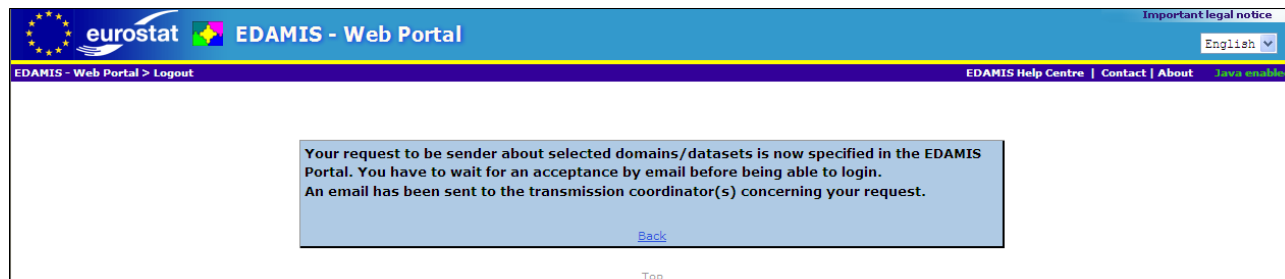 Important legal notice
eurostat EDAMIS - Web Portal
English
EDAMIS - Web Portal > Logout EDAMIS Help Centre | Contact | About Java enable
Your request to be sender about selected domains/datasets is now specified in the EDAMIS
Portal. You have to wait for an acceptance by email before being able to login.
An email has been sent to the transmission coordinator(s) concerning your request.
Back
Top